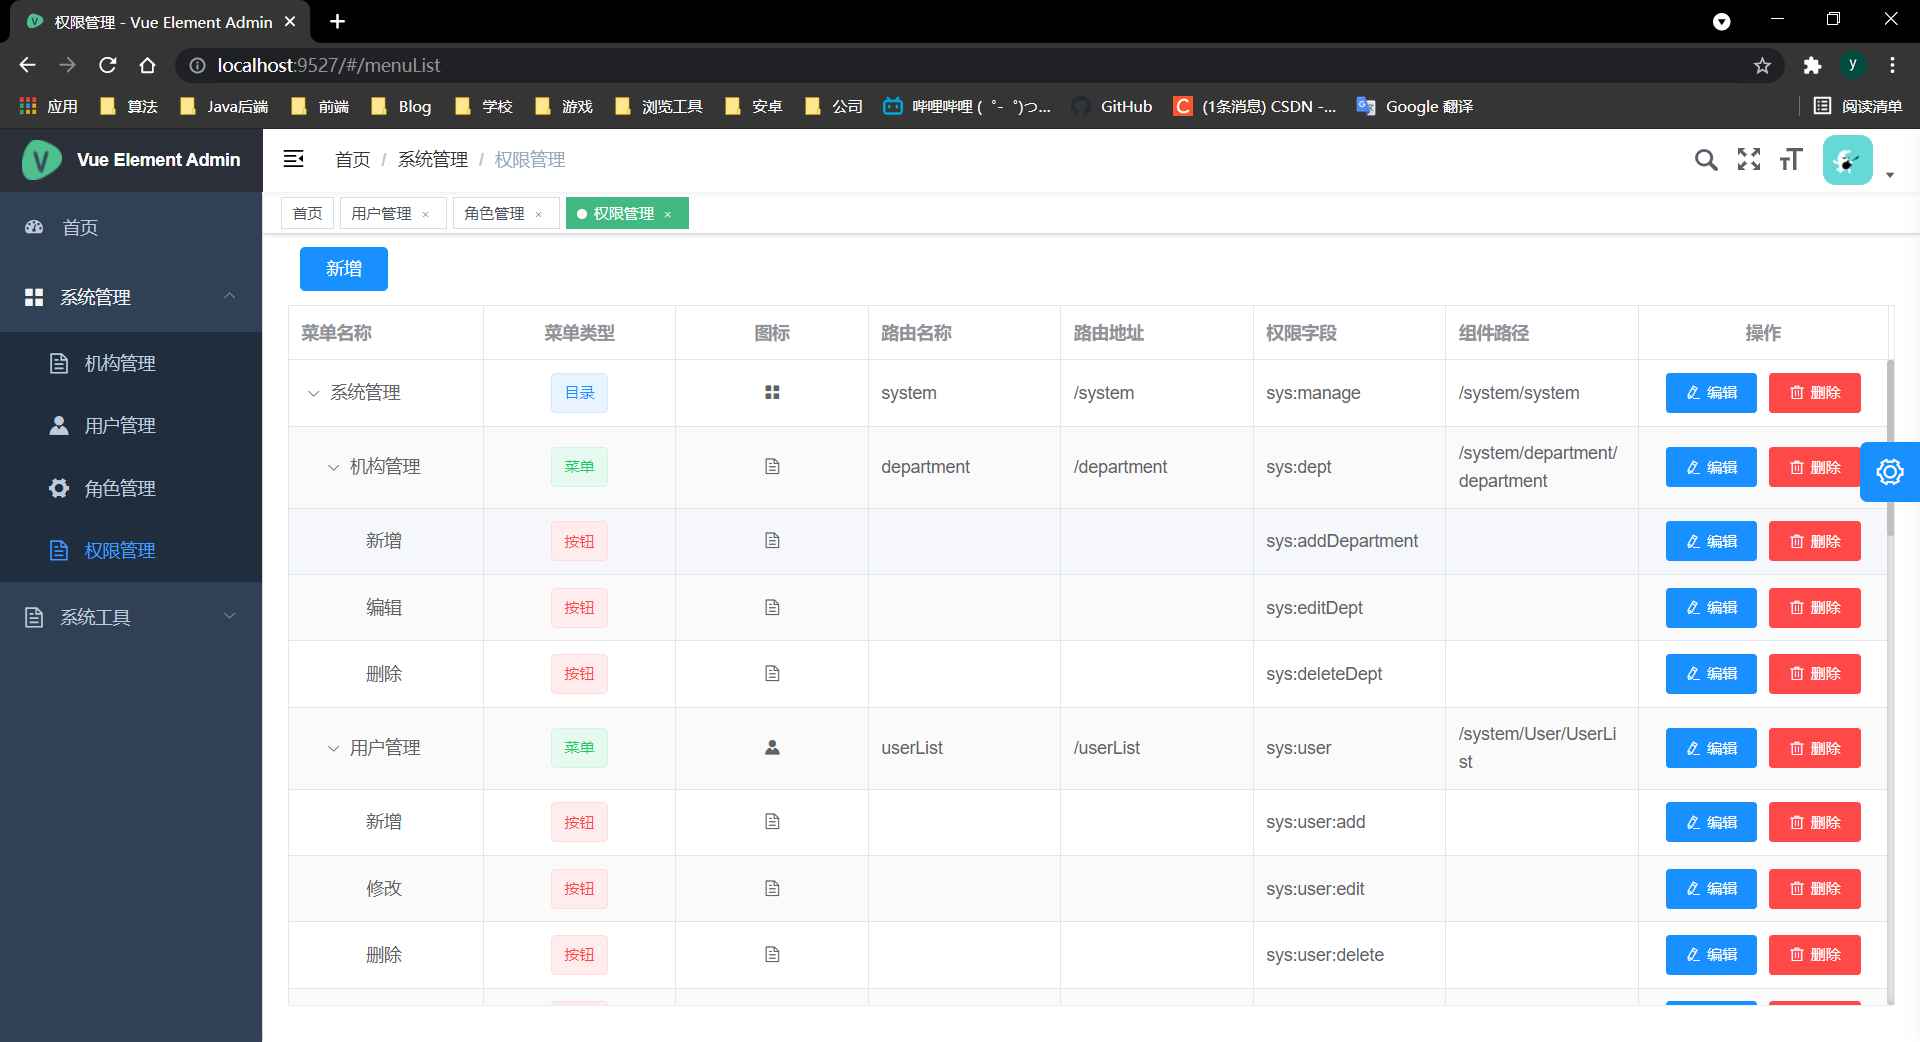 权限管理 - Vue Element Admin
localhost:9527/#/menuList
y
应用 算法 Java后端 前端 Blog 学校 游戏 浏览工具 安卓 公司 哔哩哔哩 ( ゜- ゜)つ... GitHub (1条消息) CSDN -... Google 翻译 阅读清单
Vue Element Admin
首页 / 系统管理 / 权限管理
首页 用户管理 × 角色管理 × 权限管理 ×
首页
系统管理
机构管理
用户管理
角色管理
权限管理
系统工具
新增
菜单名称 菜单类型 图标 路由名称 路由地址 权限字段 组件路径 操作
系统管理 目录 system /system sys:manage /system/system 编辑 删除
机构管理 菜单 department /department sys:dept /system/department/
department 编辑 删除
新增 按钮 sys:addDepartment 编辑 删除
编辑 按钮 sys:editDept 编辑 删除
删除 按钮 sys:deleteDept 编辑 删除
用户管理 菜单 userList /userList sys:user /system/User/UserLi
st 编辑 删除
新增 按钮 sys:user:add 编辑 删除
修改 按钮 sys:user:edit 编辑 删除
删除 按钮 sys:user:delete 编辑 删除